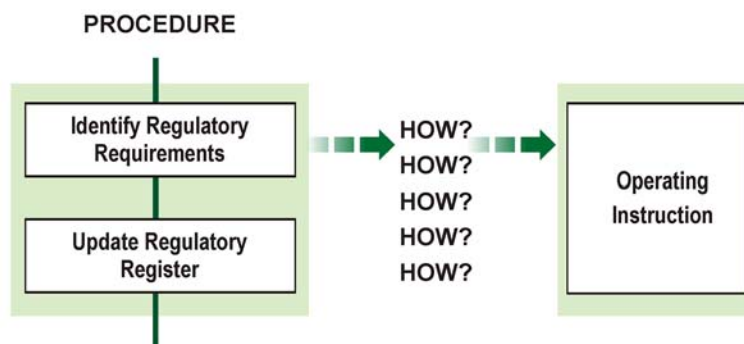 PROCEDURE
Identify Regulatory
Requirements
Update Regulatory
Register
HOW?
HOW?
HOW?
HOW?
HOW?
Operating
Instruction